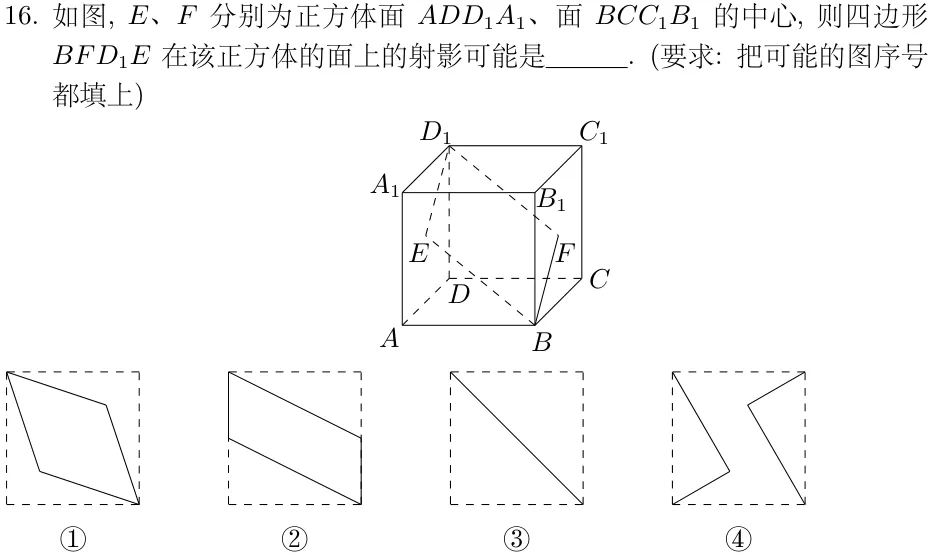 16. 如图, E、F 分别为正方体面 ADD₁A₁、面 BCC₁B₁ 的中心, 则四边形
BFD₁E 在该正方体的面上的射影可能是______. (要求: 把可能的图序号
都填上)
D₁ C₁
A₁ B₁
E F
D C
A B
① ② ③ ④